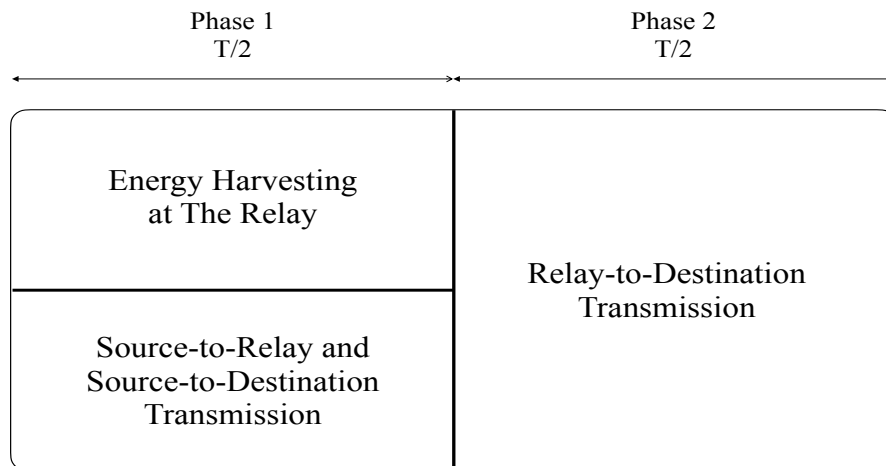 Phase 1
T/2
Phase 2
T/2
Energy Harvesting
at The Relay
Source-to-Relay and
Source-to-Destination
Transmission
Relay-to-Destination
Transmission